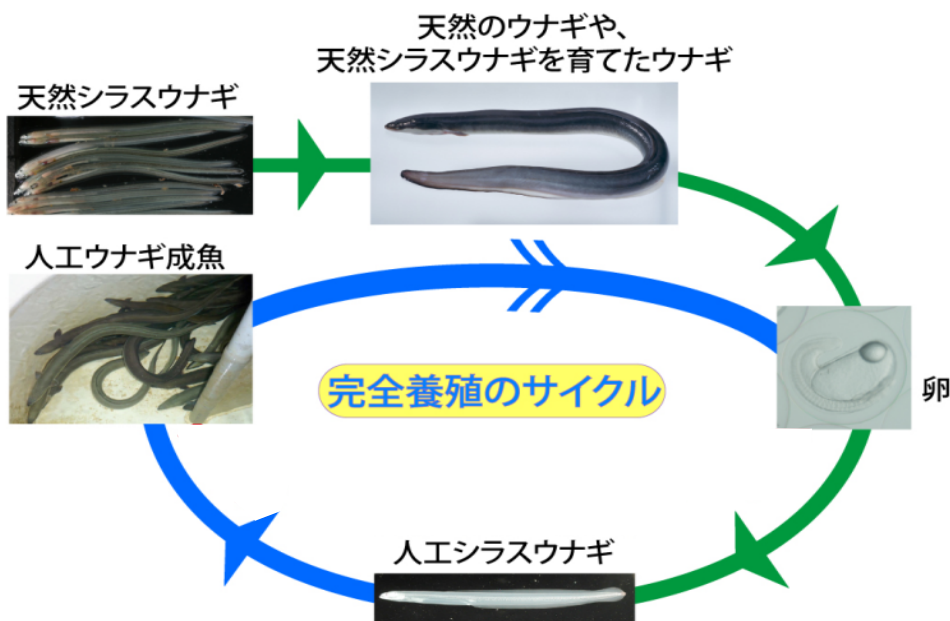 天然のウナギや、
天然シラスウナギを育てたウナギ
天然シラスウナギ
人工ウナギ成魚
完全養殖のサイクル
卵
人工シラスウナギ